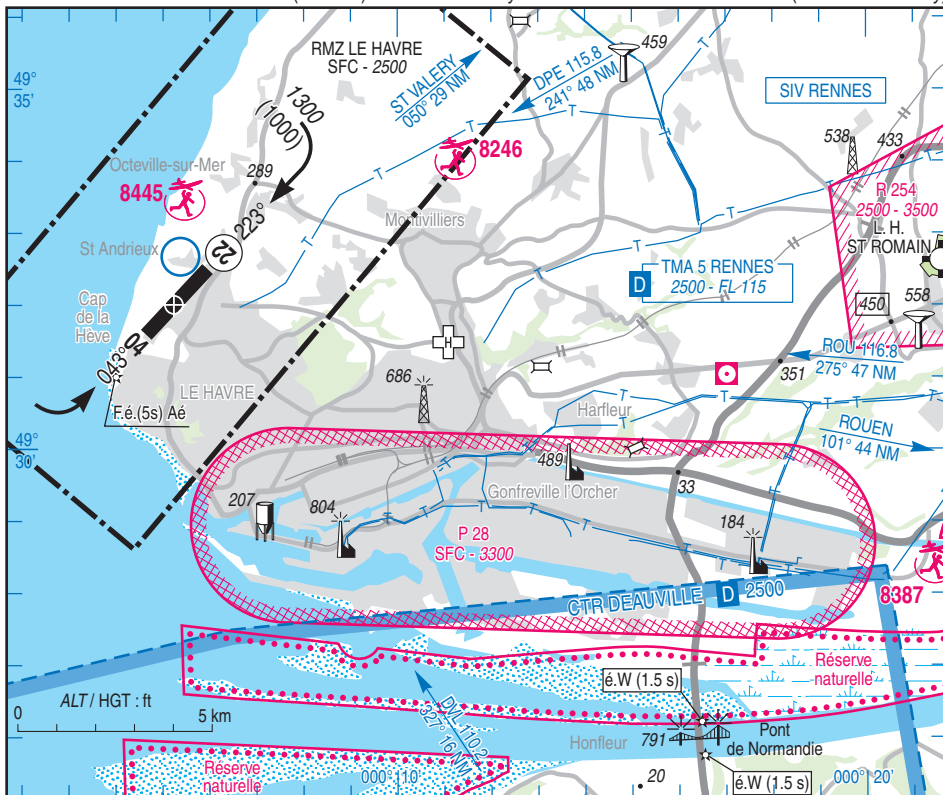 49°
35'
RMZ LE HAVRE
SFC - 2500
ST VALERY
050° 29 NM
DPE 115.8
241° 48 NM
459
SIV RENNES
1300
(1000)
8246
538
433
Octeville-sur-Mer
289
8445
R 254
2500 - 3500
L. H.
ST ROMAIN
Montivilliers
223°
22
St Andrieux
D
TMA 5 RENNES
2500 - FL 115
Cap
de la
Hève
04
043°
450
558
ROU 116.8
275° 47 NM
351
LE HAVRE
686
F.é.(5s) Aé
Harfleur
ROUEN
101° 44 NM
49°
30'
489
Gonfreville l'Orcher
33
207
804
P 28
SFC - 3300
184
8387
CTR DEAUVILLE D 2500
Réserve
naturelle
é.W (1.5 s)
ALT / HGT : ft
0
5 km
DVL 110.2
327° 16 NM
Honfleur
791
Pont
de Normandie
Réserve
naturelle
000° 10'
20
é.W (1.5 s)
000° 20'